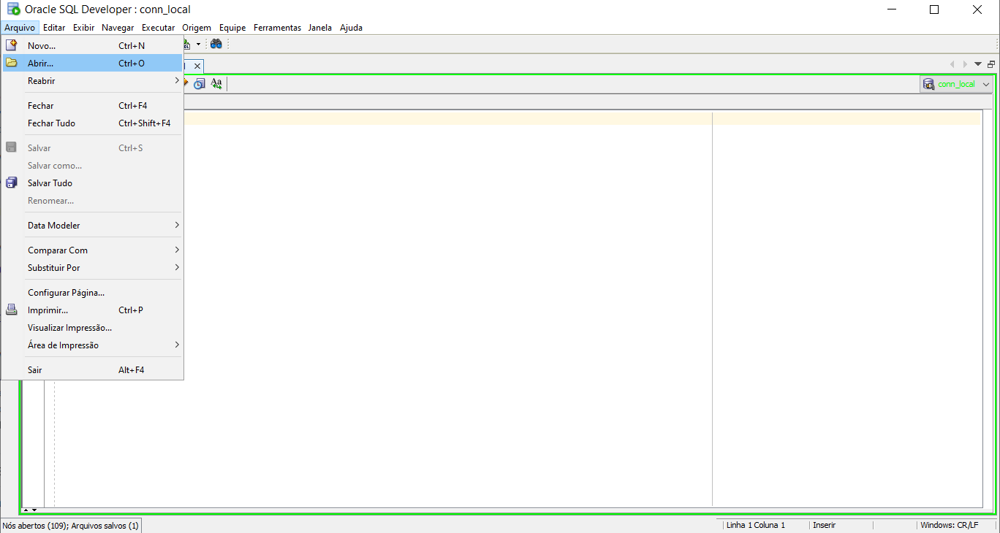 Oracle SQL Developer : conn_local
Arquivo Editar Exibir Navegar Executar Origem Equipe Ferramentas Janela Ajuda
Novo... Ctrl+N
Abrir... Ctrl+O
Reabrir
conn_local
Fechar Ctrl+F4
Fechar Tudo Ctrl+Shift+F4
Salvar Ctrl+S
Salvar como...
Salvar Tudo
Renomear...
Data Modeler
Comparar Com
Substituir Por
Configurar Página...
Imprimir... Ctrl+P
Visualizar Impressão...
Área de Impressão
Sair Alt+F4
Nós abertos (109); Arquivos salvos (1) Linha 1 Coluna 1 Inserir Windows: CR/LF